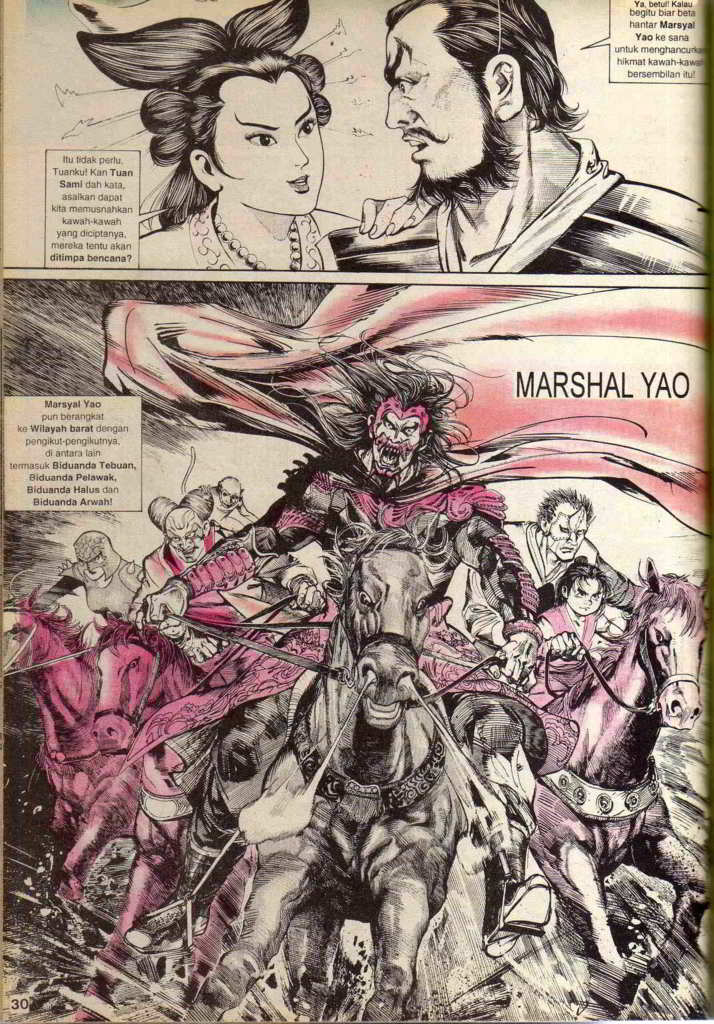 Ya, betul! Kalau
begitu biar beta
hantar Marsyal
Yao ke sana
untuk menghancurkan
hikmat kawah-kawah
bersembilan itu!
Itu tidak perlu,
Tuanku! Kan Tuan
Sami dah kata,
asalkan dapat
kita memusnahkan
kawah-kawah
yang diciptanya,
mereka tentu akan
ditimpa bencana?
MARSHAL YAO
Marsyal Yao
pun berangkat
ke Wilayah barat dengan
pengikut-pengikutnya,
di antara lain
termasuk Biduanda Tebuan,
Biduanda Pelawak,
Biduanda Halus dan
Biduanda Arwah!
30